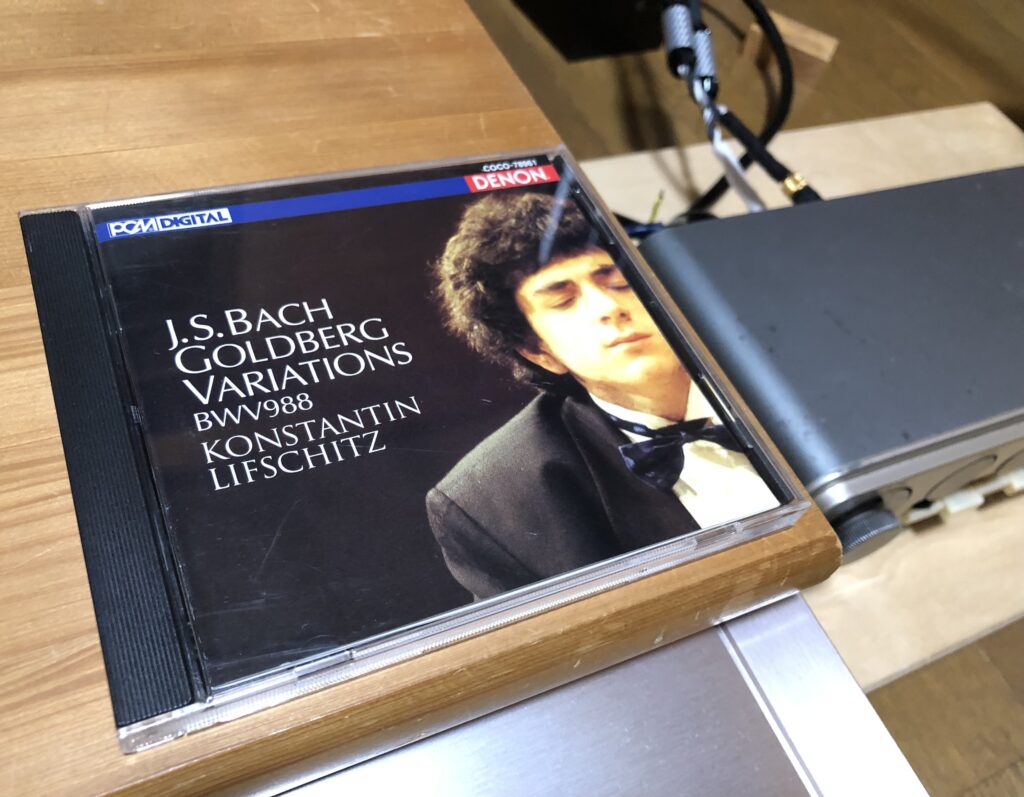 COCO-78961
DENON
PCM DIGITAL
J.S. BACH
GOLDBERG
VARIATIONS
BWV988
KONSTANTIN
LIFSCHITZ